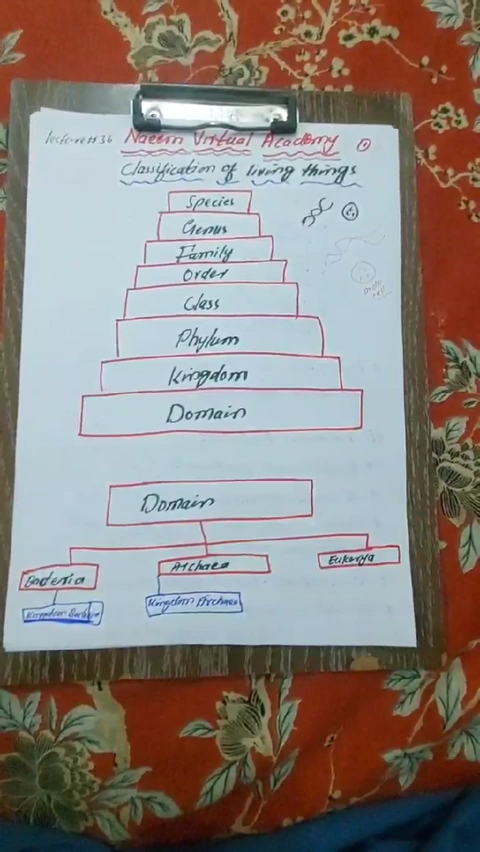 lecture#36 Naeem Virtual Academy
Classification of living things
Species
Genus
Family
Order
Class
Phylum
Kingdom
Domain
Domain
Bacteria Archaea Eukarya
Kingdom Bacteria Kingdom Archaea